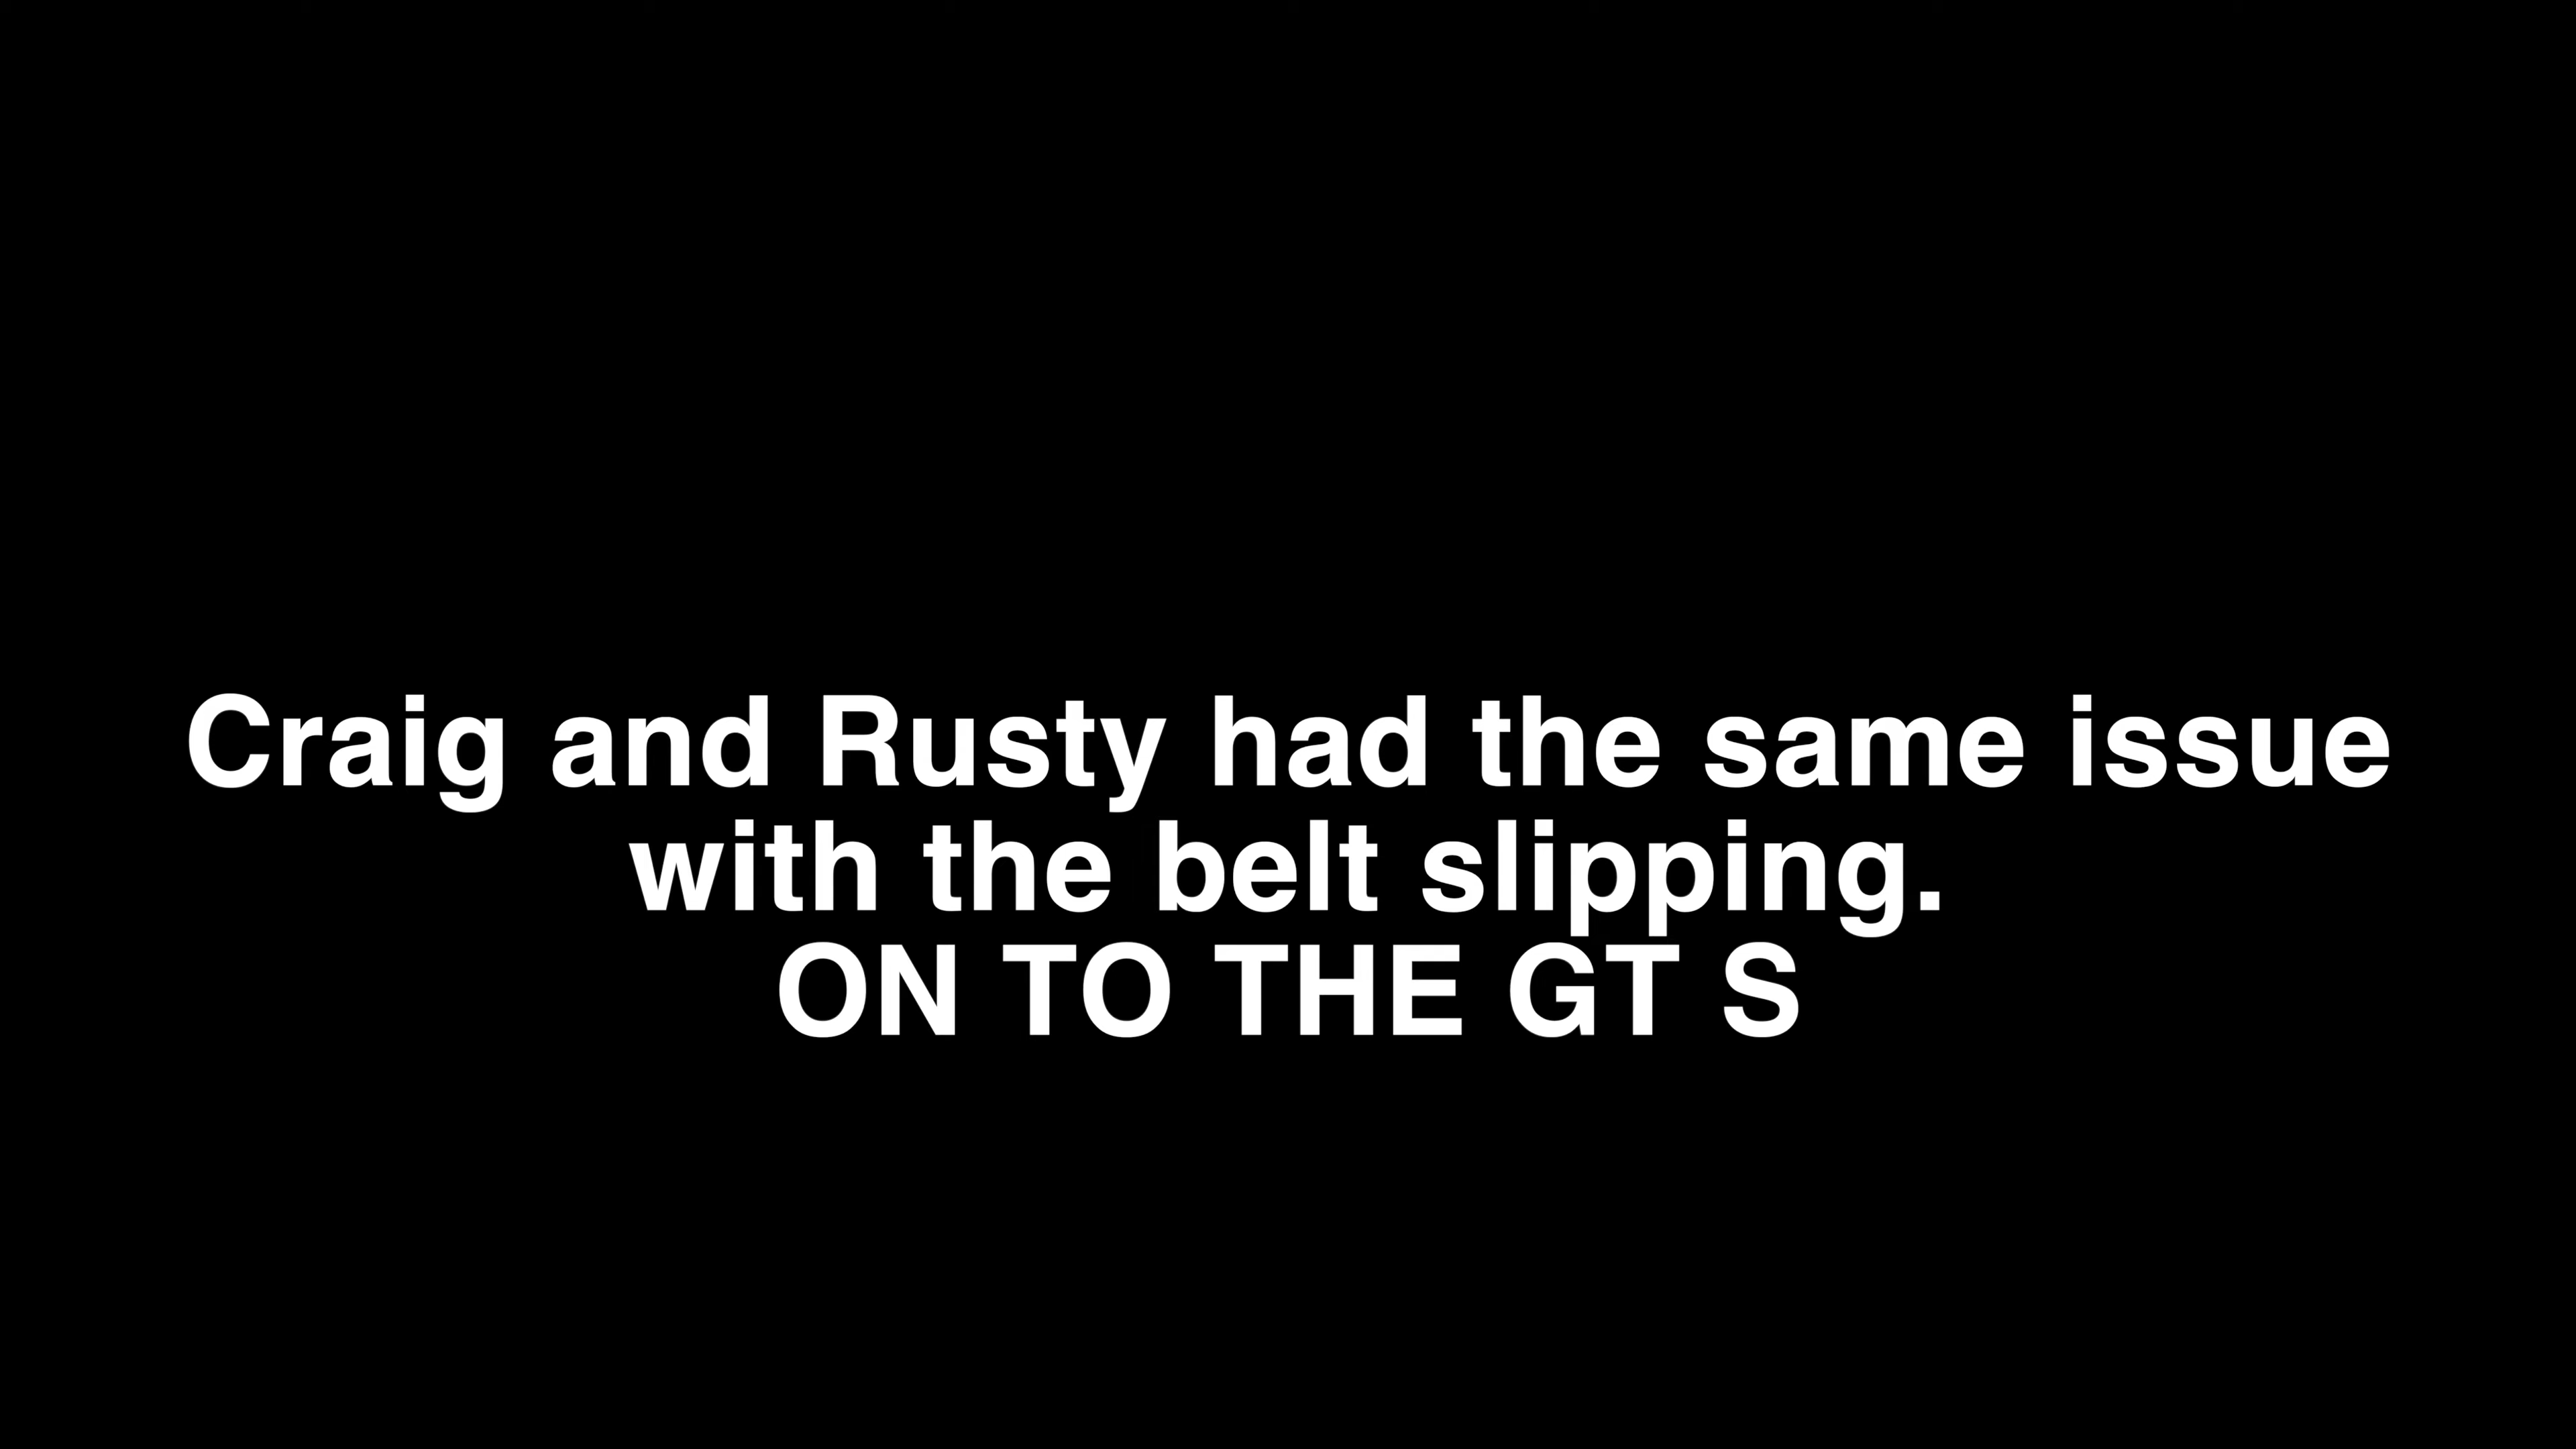 Craig and Rusty had the same issue
with the belt slipping.
ON TO THE GT S